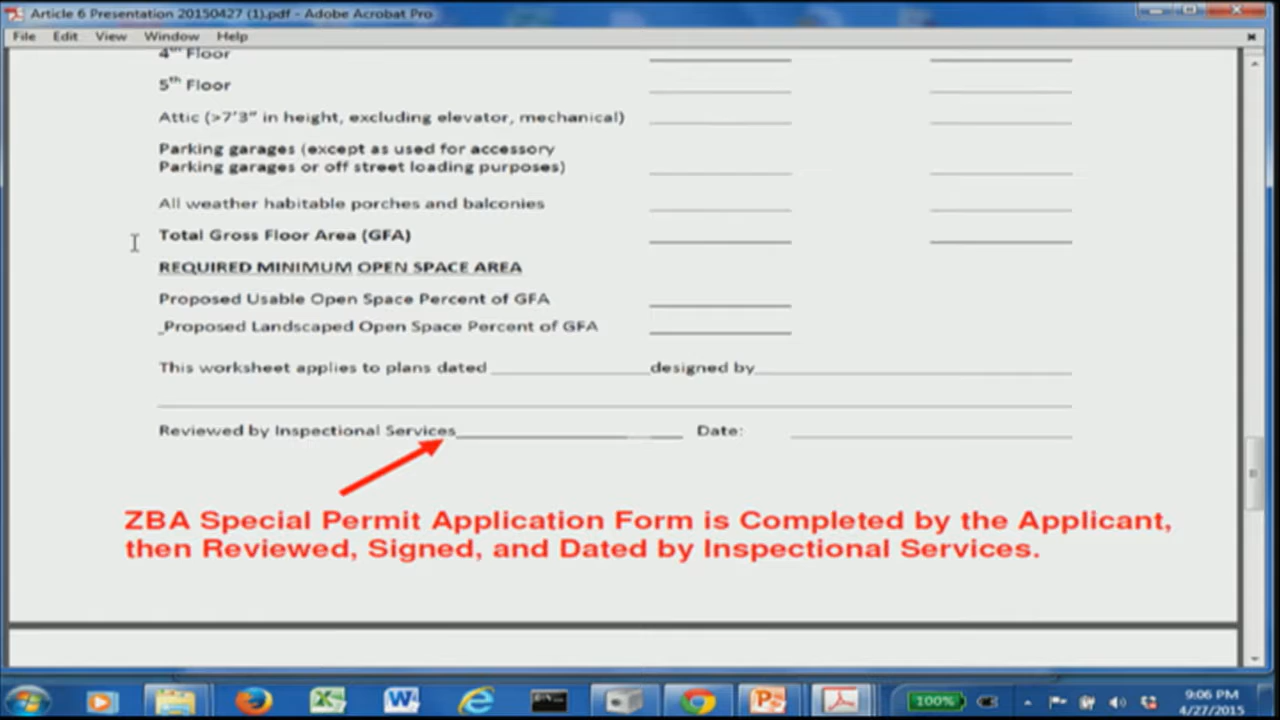 Article 6 Presentation 20150427 (1).pdf - Adobe Acrobat Pro
File Edit View Window Help
4th Floor
5th Floor
Attic (>7'3" in height, excluding elevator, mechanical)
Parking garages (except as used for accessory
Parking garages or off street loading purposes)
All weather habitable porches and balconies
Total Gross Floor Area (GFA)
REQUIRED MINIMUM OPEN SPACE AREA
Proposed Usable Open Space Percent of GFA
_Proposed Landscaped Open Space Percent of GFA
This worksheet applies to plans dated ____________ designed by ____________
Reviewed by Inspectional Services ____________ Date: ____________
ZBA Special Permit Application Form is Completed by the Applicant,
then Reviewed, Signed, and Dated by Inspectional Services.
100%
9:06 PM
4/27/2015